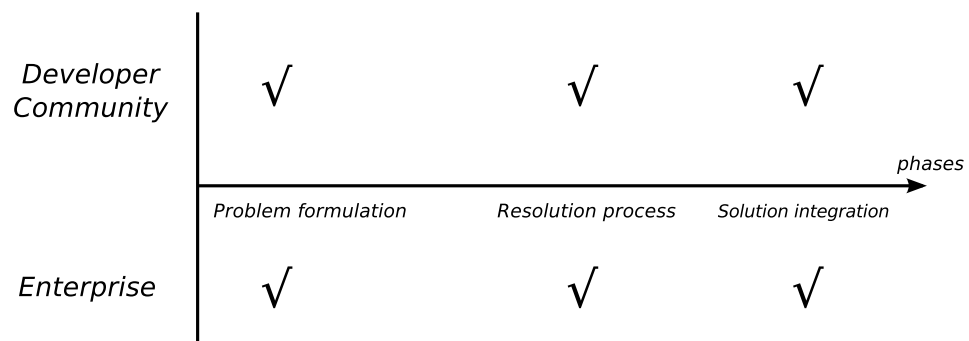 Developer
Community
√ √ √
phases
Problem formulation Resolution process Solution integration
Enterprise
√ √ √